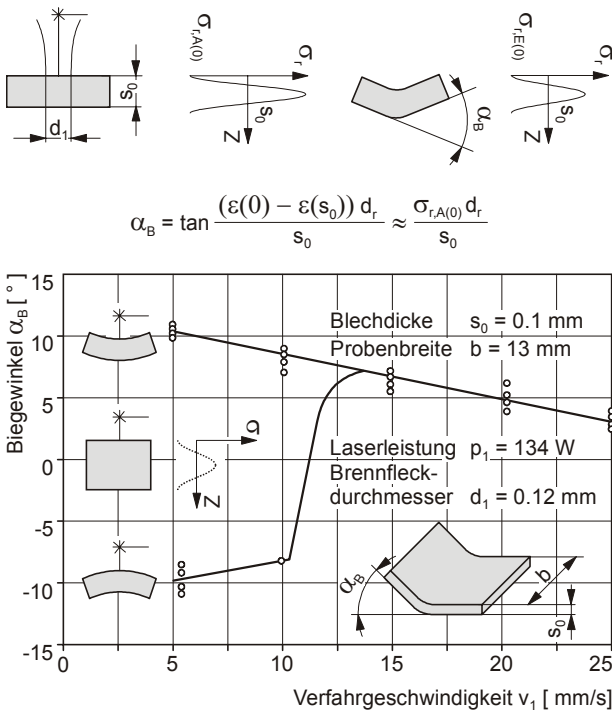 σr,A(0)
σr
s0
s0
Z
d1
αB
σr,E(0)
σr
s0
Z
αB = tan (ε(0) − ε(s0)) dr / s0 ≈ σr,A(0) dr / s0
15
10
5
0
-5
-10
-15
Biegewinkel αB [ ° ]
Blechdicke s0 = 0.1 mm
Probenbreite b = 13 mm
σ
Z
Laserleistung p1 = 134 W
Brennfleck-
durchmesser d1 = 0.12 mm
αB
b
s0
0 5 10 15 20 25
Verfahrgeschwindigkeit v1 [ mm/s]